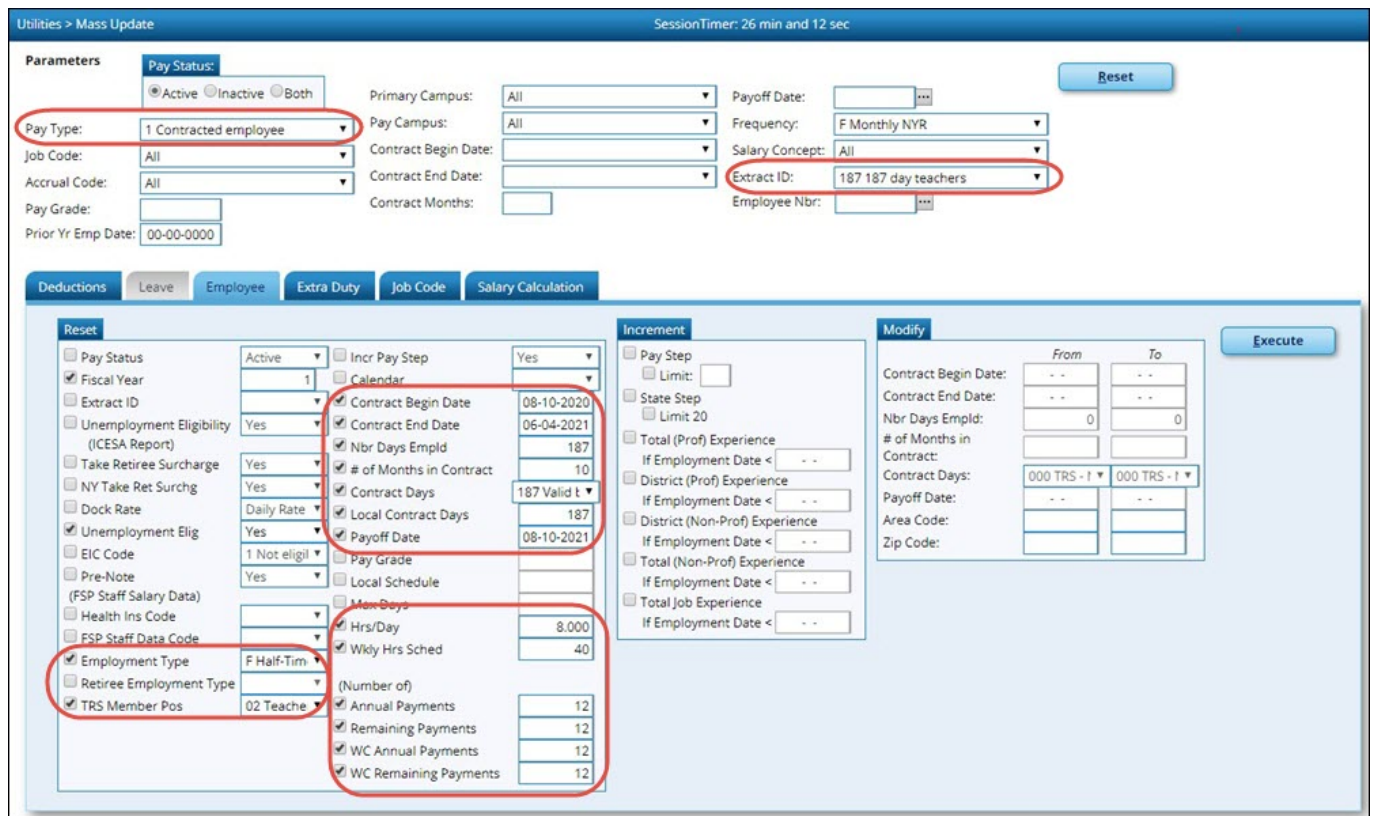 Utilities > Mass Update
SessionTimer: 26 min and 12 sec
Parameters
Pay Status:
Active Inactive Both
Reset
Primary Campus: All
Payoff Date: ...
Pay Type: 1 Contracted employee
Pay Campus: All
Frequency: F Monthly NYR
Job Code: All
Contract Begin Date:
Salary Concept: All
Accrual Code: All
Contract End Date:
Extract ID: 187 187 day teachers
Pay Grade:
Contract Months:
Employee Nbr: ...
Prior Yr Emp Date: 00-00-0000
Deductions Leave Employee Extra Duty Job Code Salary Calculation
Reset
Pay Status Active
Fiscal Year 1
Extract ID
Unemployment Eligibility Yes
(ICESA Report)
Take Retiree Surcharge Yes
NY Take Ret Surchg Yes
Dock Rate Daily Rate
Unemployment Elig Yes
EIC Code 1 Not eligil
Pre-Note Yes
(FSP Staff Salary Data)
Health Ins Code
FSP Staff Data Code
Employment Type F Half-Tim
Retiree Employment Type
TRS Member Pos 02 Teache
Incr Pay Step Yes
Calendar
Contract Begin Date 08-10-2020
Contract End Date 06-04-2021
Nbr Days Empld 187
# of Months in Contract 10
Contract Days 187 Valid t
Local Contract Days 187
Payoff Date 08-10-2021
Pay Grade
Local Schedule
Max Days
Hrs/Day 8.000
Wkly Hrs Sched 40
(Number of)
Annual Payments 12
Remaining Payments 12
WC Annual Payments 12
WC Remaining Payments 12
Increment
Pay Step
Limit:
State Step
Limit 20
Total (Prof) Experience
If Employment Date < - -
District (Prof) Experience
If Employment Date < - -
District (Non-Prof) Experience
If Employment Date < - -
Total (Non-Prof) Experience
If Employment Date < - -
Total Job Experience
If Employment Date < - -
Modify
From To
Contract Begin Date: - - - -
Contract End Date: - - - -
Nbr Days Empld: 0 0
# of Months in
Contract:
Contract Days: 000 TRS - 000 TRS -
Payoff Date: - - - -
Area Code:
Zip Code:
Execute